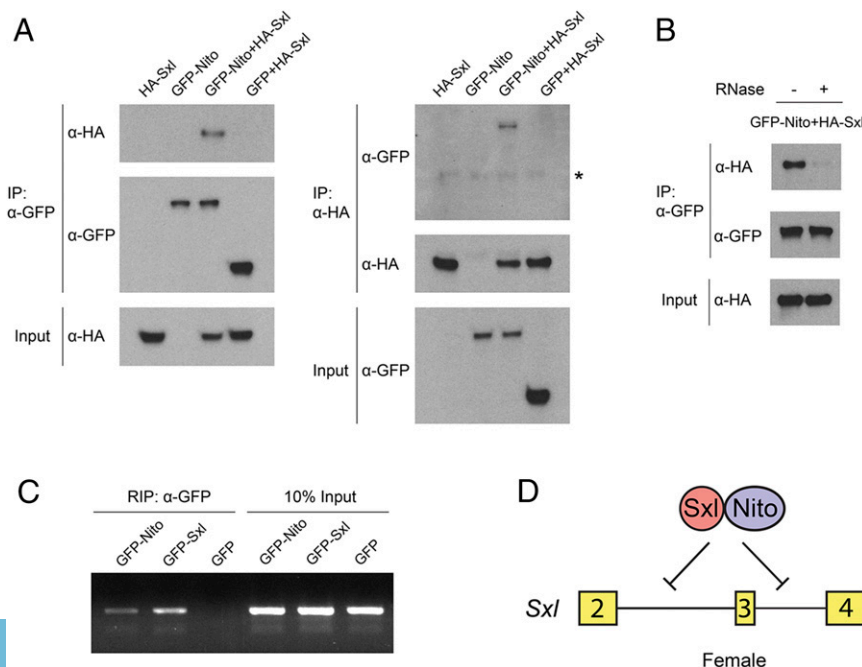 A
HA-Sxl
GFP-Nito
GFP-Nito+HA-Sxl
GFP+HA-Sxl
IP:
α-GFP
α-HA
α-GFP
Input
α-HA
HA-Sxl
GFP-Nito
GFP-Nito+HA-Sxl
GFP+HA-Sxl
IP:
α-HA
α-GFP
*
α-HA
Input
α-GFP
B
RNase - +
GFP-Nito+HA-Sxl
IP:
α-GFP
α-HA
α-GFP
Input
α-HA
C
RIP: α-GFP 10% Input
GFP-Nito
GFP-Sxl
GFP
GFP-Nito
GFP-Sxl
GFP
D
Sxl Nito
Sxl 2 3 4
Female